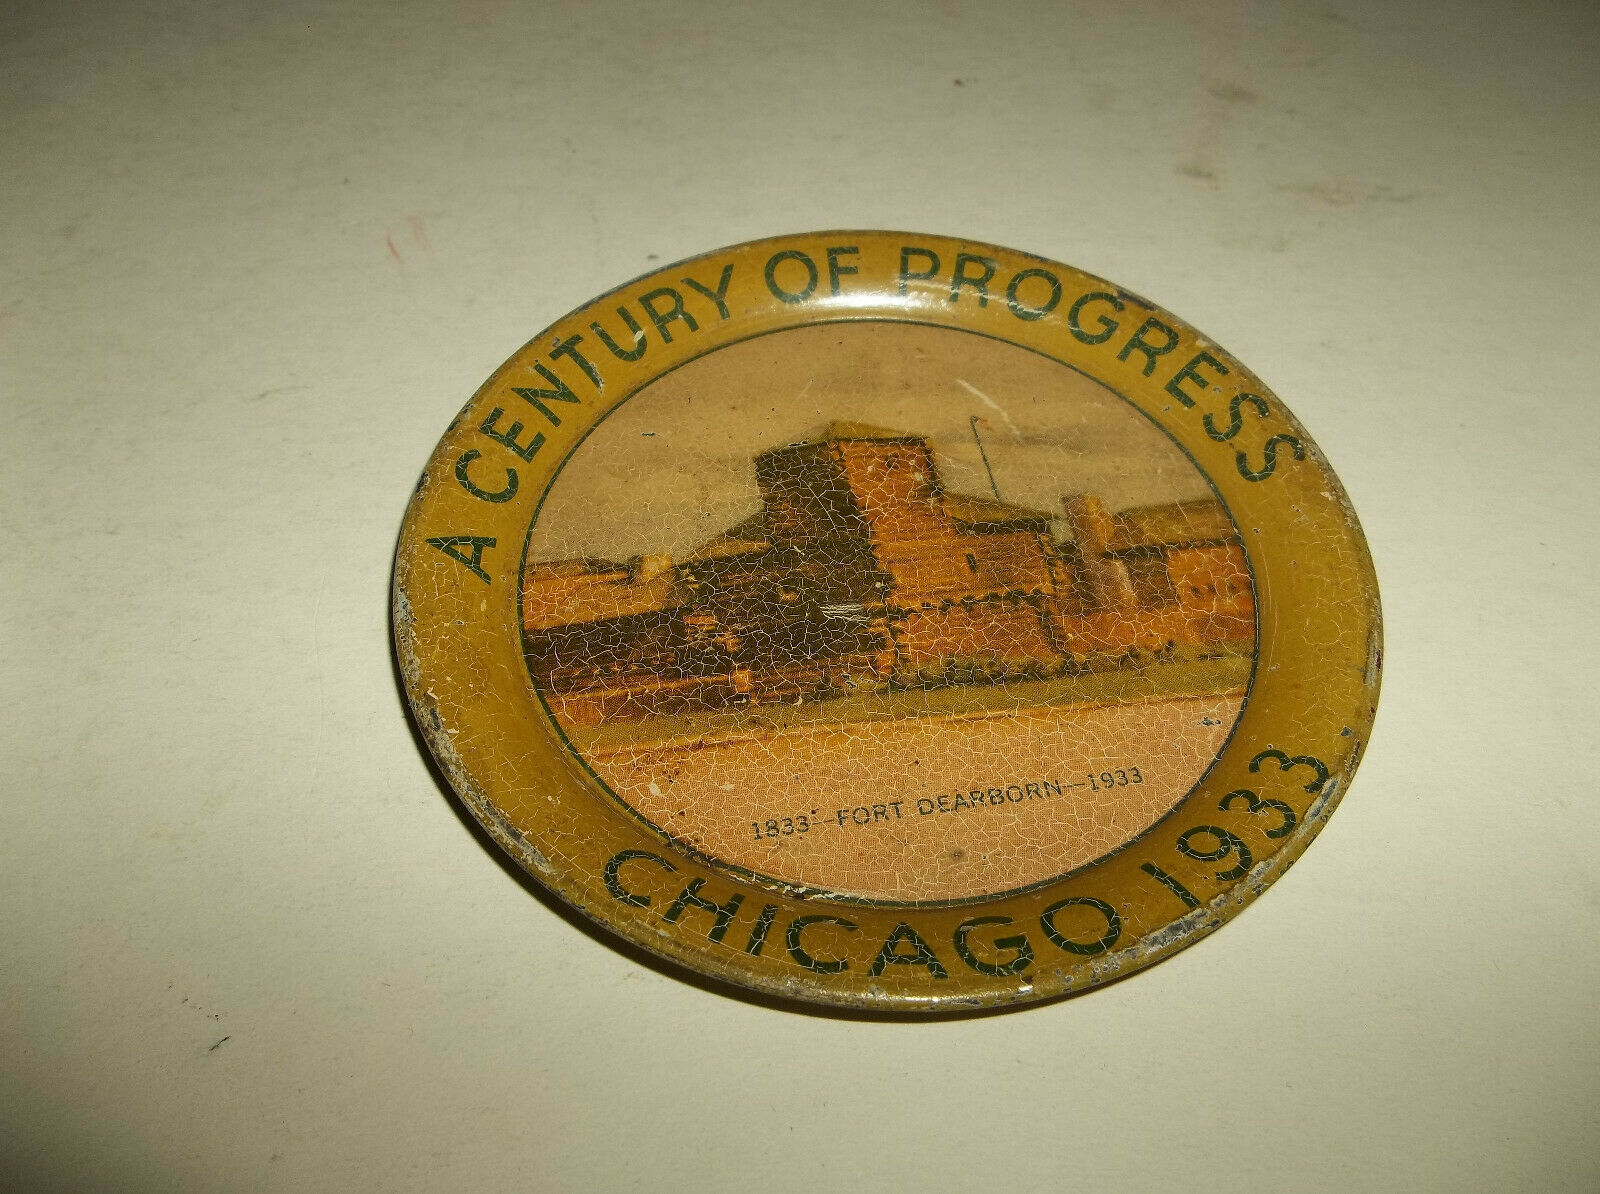 A CENTURY OF PROGRESS
1833—FORT DEARBORN—1933
CHICAGO 1933